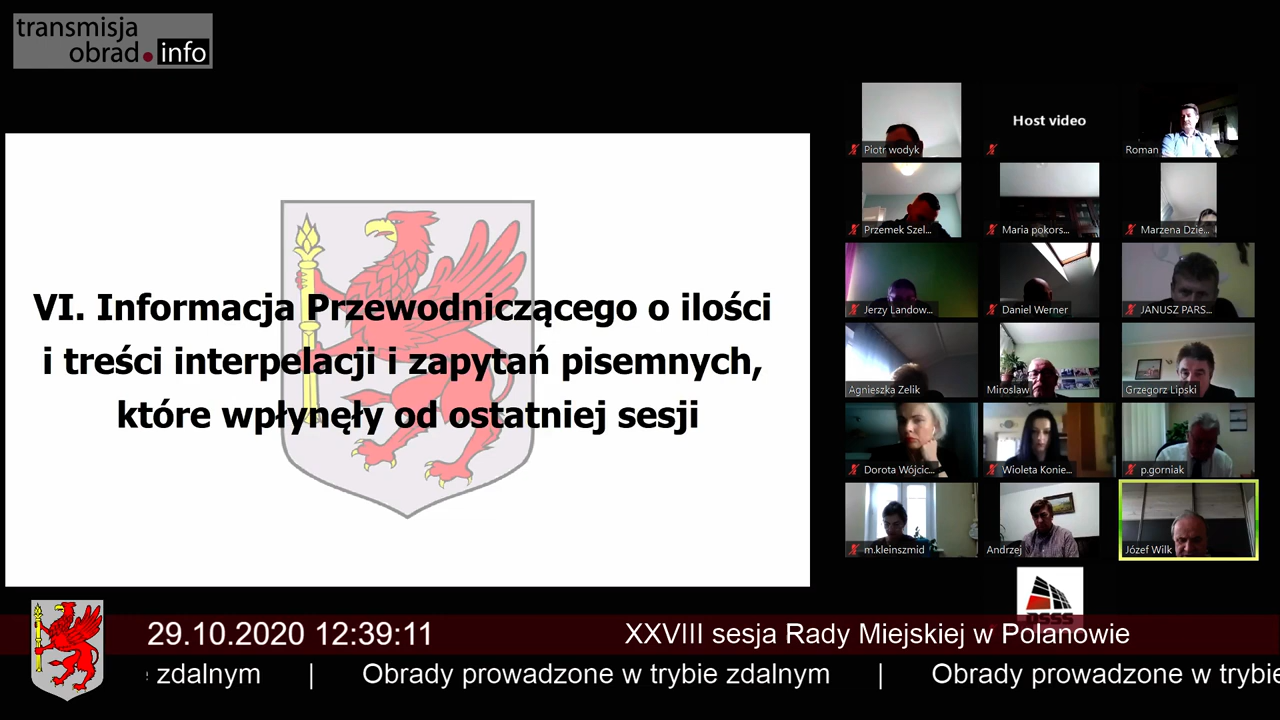 transmisja
obrad.info
VI. Informacja Przewodniczącego o ilości
i treści interpelacji i zapytań pisemnych,
które wpłynęły od ostatniej sesji
Piotr wodyk
Host video
Roman
Przemek Szel...
Maria pokors...
Marzena Dzie...
Jerzy Landow...
Daniel Werner
JANUSZ PARS...
Agnieszka Zelik
Miroslaw
Grzegorz Lipski
Dorota Wójcic...
Wioleta Konie...
p.gorniak
m.kleinszmid
Andrzej
Józef Wilk
DSSS
29.10.2020 12:39:11
XXVIII sesja Rady Miejskiej w Polanowie
zdalnym | Obrady prowadzone w trybie zdalnym | Obrady prowadzone w trybie